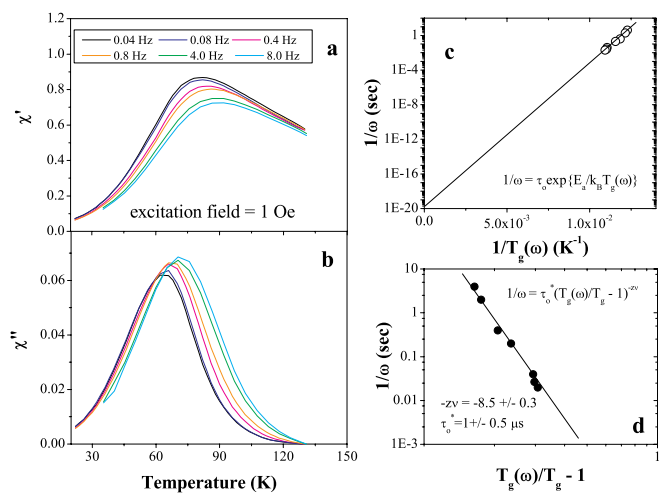 0.04 Hz 0.08 Hz 0.4 Hz
0.8 Hz 4.0 Hz 8.0 Hz
a
1.0
0.8
0.6
0.4
0.2
0.0
χ'
excitation field = 1 Oe
b
0.06
0.04
0.02
0.00
χ''
30 60 90 120 150
Temperature (K)
c
1E+4
1
1E-4
1E-8
1E-12
1E-16
1E-20
1/ω (sec)
1/ω = τo exp{Ea/kBTg(ω)}
0.0 5.0x10-3 1.0x10-2
1/Tg(ω) (K-1)
10
1
0.1
0.01
1E-3
1/ω (sec)
1/ω = τo*(Tg(ω)/Tg - 1)-zν
-zν = -8.5 +/- 0.3
τo*=1+/- 0.5 μs
d
1
Tg(ω)/Tg - 1